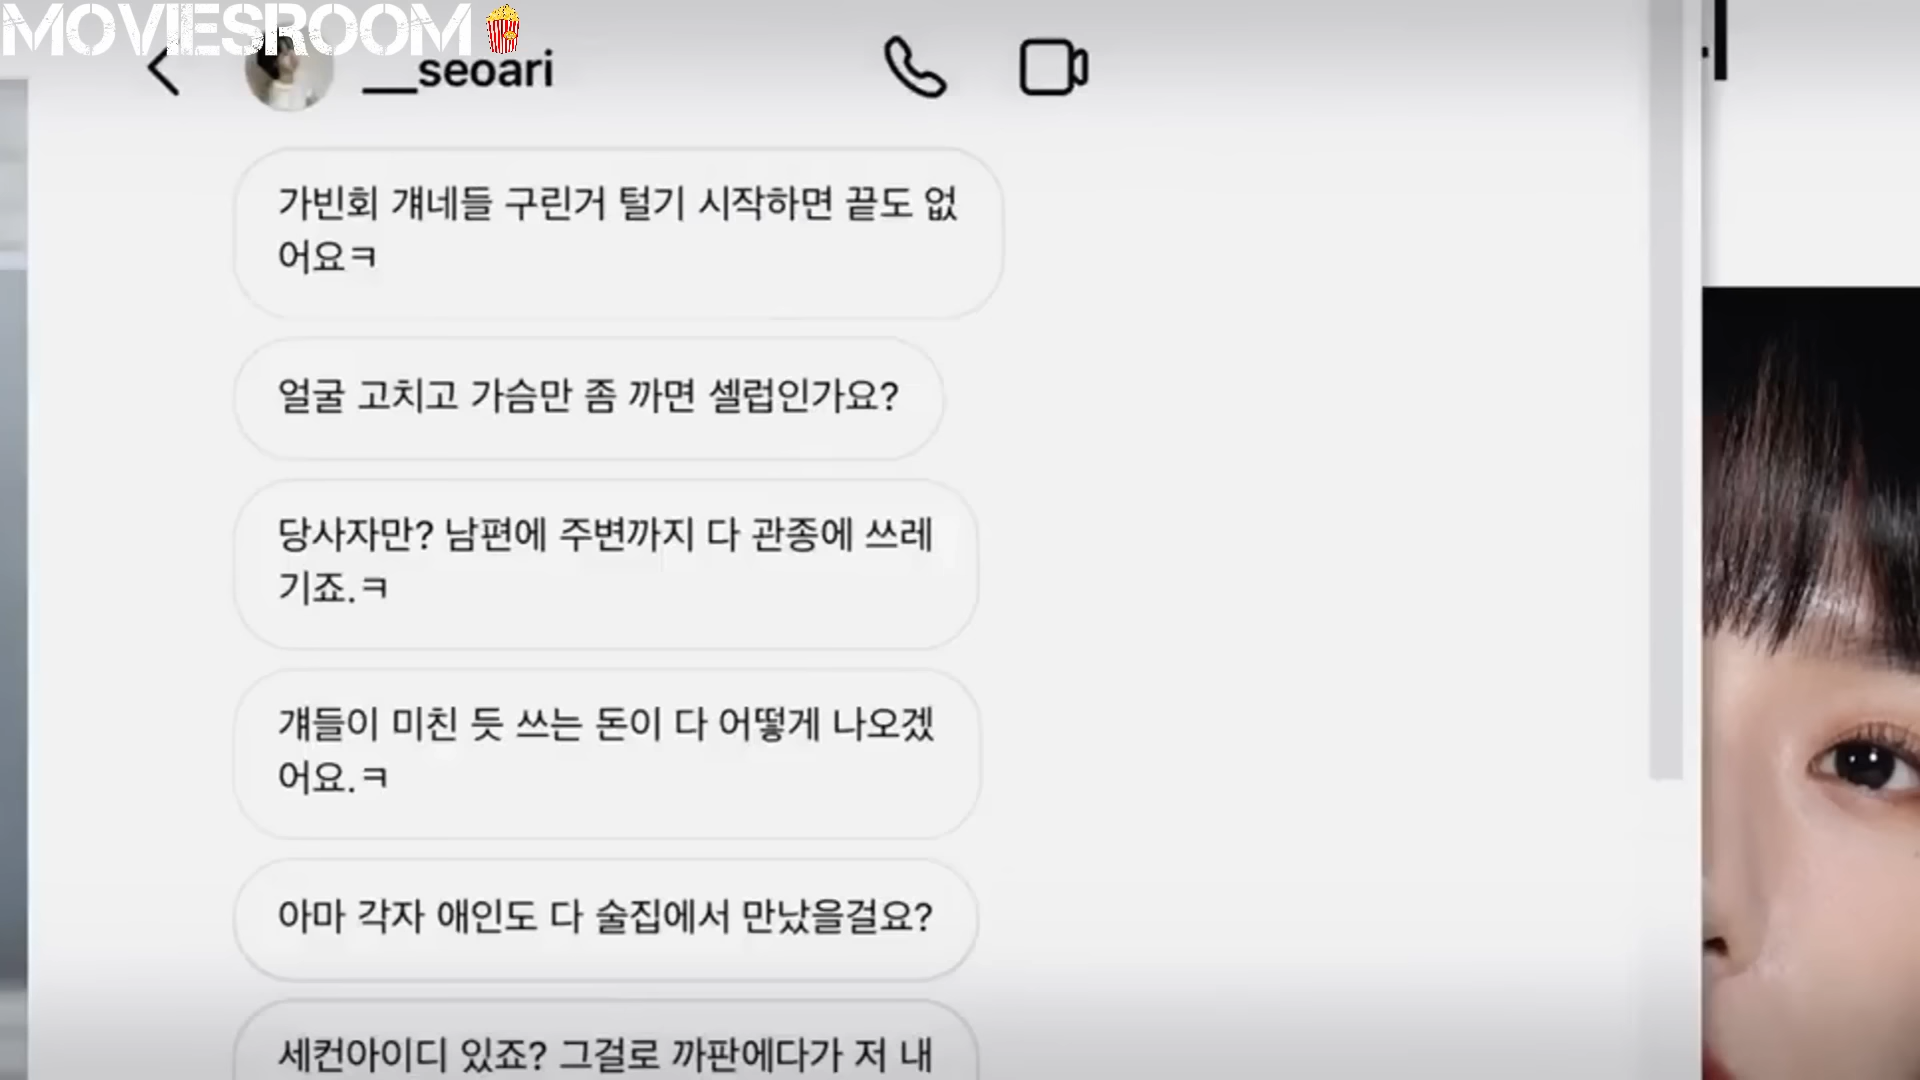 MOVIESROOM
__seoari
가빈회 걔네들 구린거 털기 시작하면 끝도 없
어요ㅋ
얼굴 고치고 가슴만 좀 까면 셀럽인가요?
당사자만? 남편에 주변까지 다 관종에 쓰레
기죠.ㅋ
걔들이 미친 듯 쓰는 돈이 다 어떻게 나오겠
어요.ㅋ
아마 각자 애인도 다 술집에서 만났을걸요?
세컨아이디 있죠? 그걸로 까판에다가 저 내